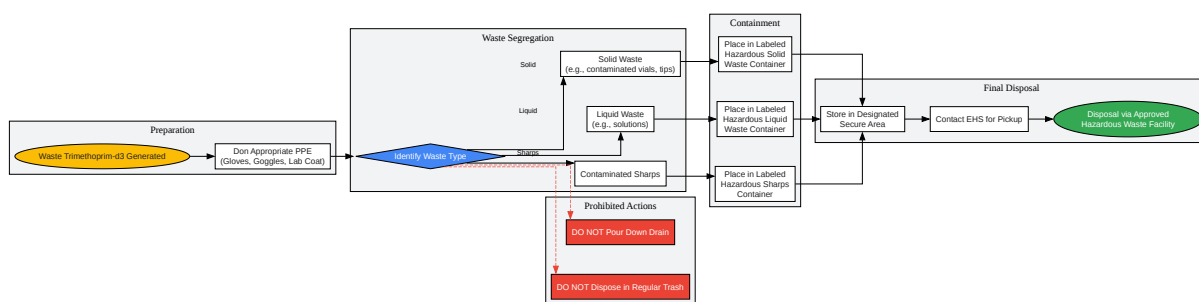 Preparation
Waste Trimethoprim-d3 Generated
Don Appropriate PPE
(Gloves, Goggles, Lab Coat)
Waste Segregation
Identify Waste Type
Solid
Liquid
Sharps
Solid Waste
(e.g., contaminated vials, tips)
Liquid Waste
(e.g., solutions)
Contaminated Sharps
Prohibited Actions
DO NOT Pour Down Drain
DO NOT Dispose in Regular Trash
Containment
Place in Labeled
Hazardous Solid
Waste Container
Place in Labeled
Hazardous Liquid
Waste Container
Place in Labeled
Hazardous Sharps
Container
Final Disposal
Store in Designated
Secure Area
Contact EHS for Pickup
Disposal via Approved
Hazardous Waste Facility